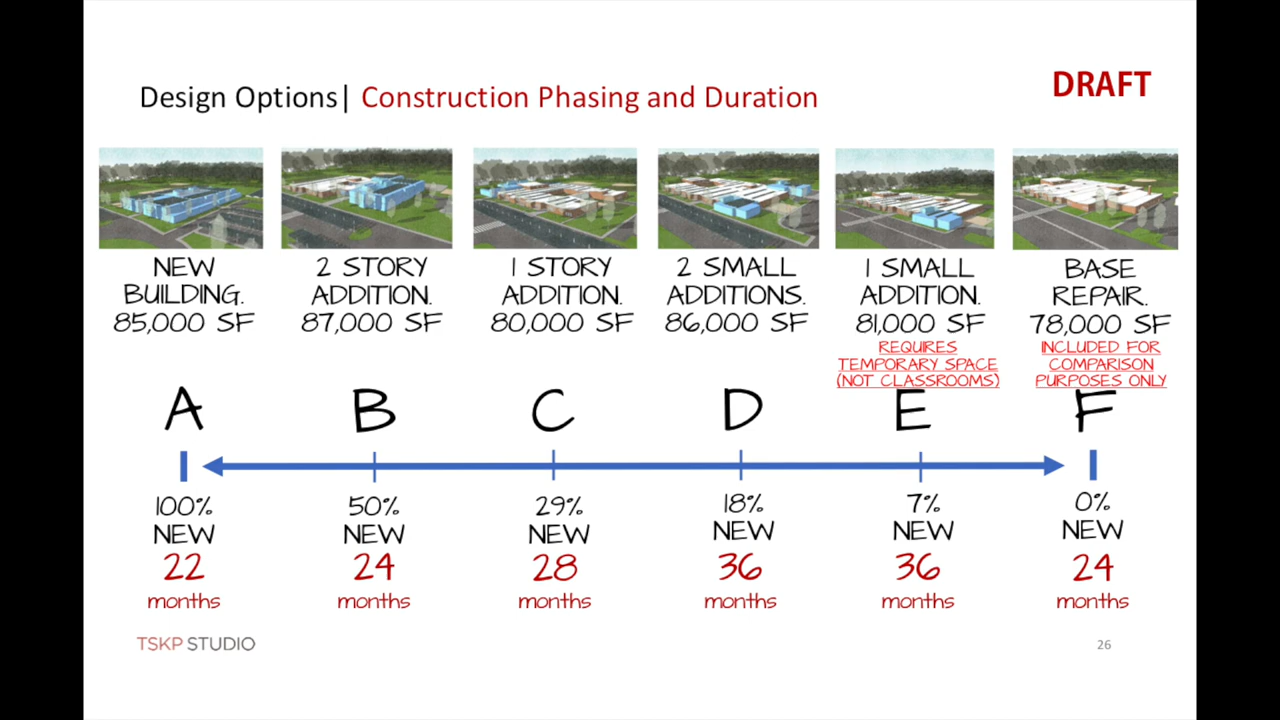 DRAFT
Design Options| Construction Phasing and Duration
NEW
BUILDING.
85,000 SF
2 STORY
ADDITION.
87,000 SF
1 STORY
ADDITION.
80,000 SF
2 SMALL
ADDITIONS.
86,000 SF
1 SMALL
ADDITION.
81,000 SF
REQUIRES
TEMPORARY SPACE
(NOT CLASSROOMS)
BASE
REPAIR.
78,000 SF
INCLUDED FOR
COMPARISON
PURPOSES ONLY
A
B
C
D
E
F
100%
NEW
22
months
50%
NEW
24
months
29%
NEW
28
months
18%
NEW
36
months
7%
NEW
36
months
0%
NEW
24
months
TSKP STUDIO
26